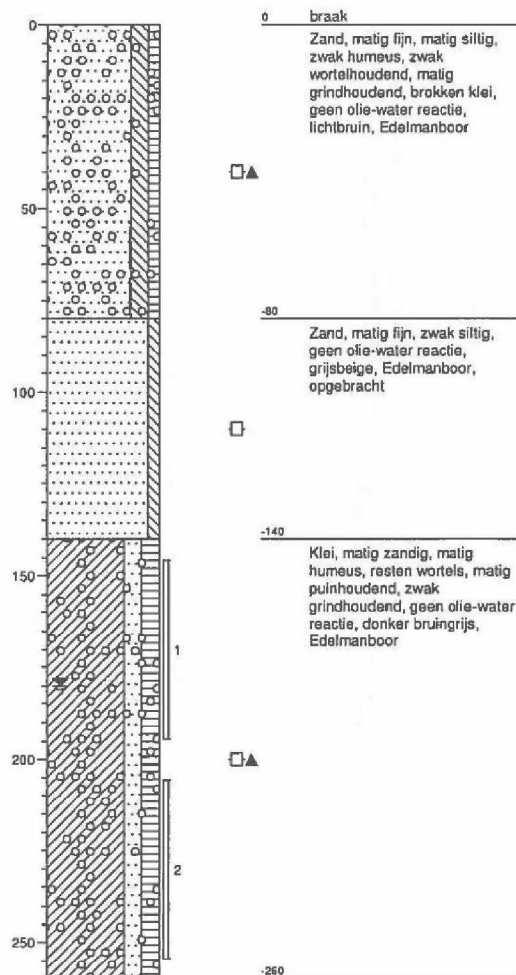 0
0 braak
Zand, matig fijn, matig siltig,
zwak humeus, zwak
wortelhoudend, matig
grindhoudend, brokken klei,
geen olie-water reactie,
lichtbruin, Edelmanboor
50
-80
Zand, matig fijn, zwak siltig,
geen olie-water reactie,
grijsbeige, Edelmanboor,
opgebracht
100
-140
Klei, matig zandig, matig
humeus, resten wortels, matig
puinhoudend, zwak
grindhoudend, geen olie-water
reactie, donker bruingrijs,
Edelmanboor
150
1
200
2
250
-260